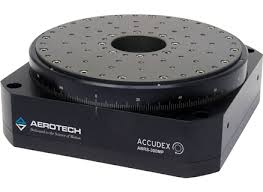 AEROTECH
Dedicated to the Science of Motion
ACCUDEX